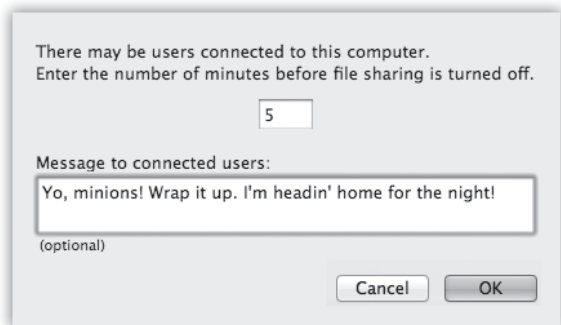 There may be users connected to this computer.
Enter the number of minutes before file sharing is turned off.
5
Message to connected users:
Yo, minions! Wrap it up. I'm headin' home for the night!
(optional)
Cancel OK